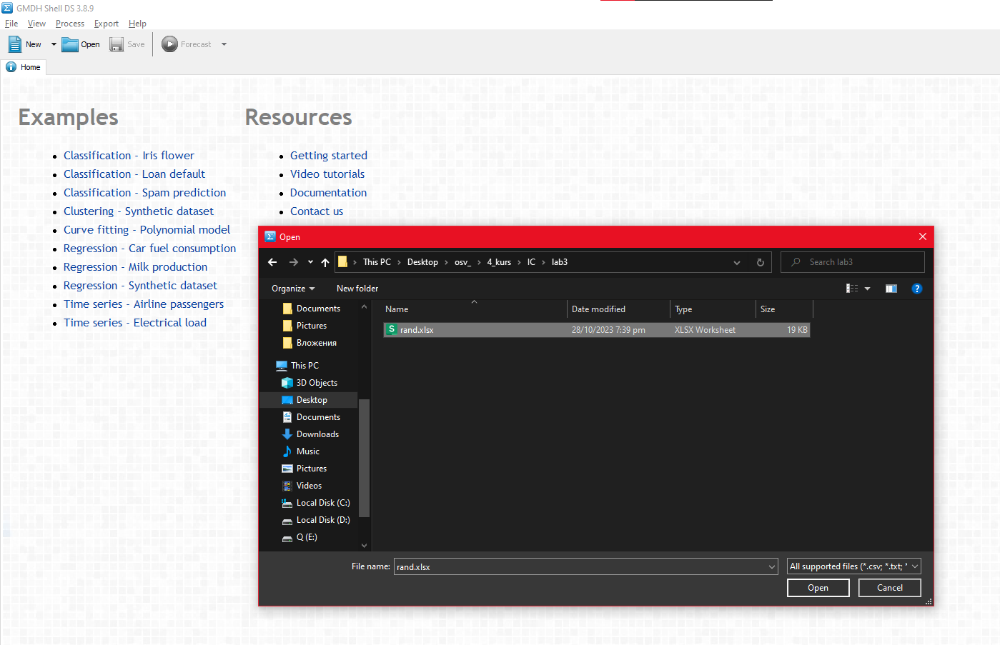 GMDH Shell DS 3.8.9
File View Process Export Help
New Open Save Forecast
Home
Examples
Classification - Iris flower
Classification - Loan default
Classification - Spam prediction
Clustering - Synthetic dataset
Curve fitting - Polynomial model
Regression - Car fuel consumption
Regression - Milk production
Regression - Synthetic dataset
Time series - Airline passengers
Time series - Electrical load
Resources
Getting started
Video tutorials
Documentation
Contact us
Open
This PC > Desktop > osv_ > 4_kurs > IC > lab3
Search lab3
Organize New folder
Documents
Pictures
Вложения
This PC
3D Objects
Desktop
Documents
Downloads
Music
Pictures
Videos
Local Disk (C:)
Local Disk (D:)
Q (E:)
Name Date modified Type Size
S rand.xlsx 28/10/2023 7:39 pm XLSX Worksheet 19 KB
File name: rand.xlsx All supported files (*.csv; *.txt; *
Open Cancel